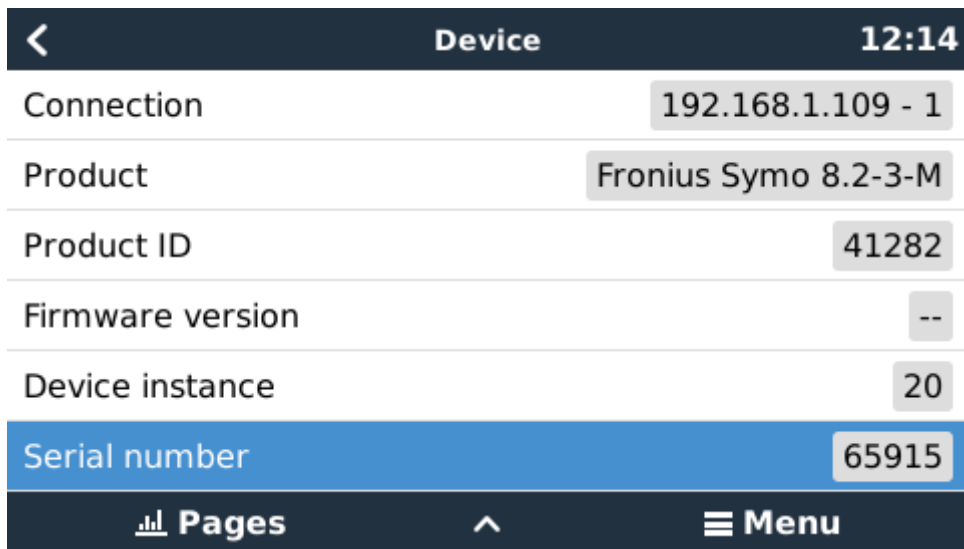 Device 12:14
Connection 192.168.1.109 - 1
Product Fronius Symo 8.2-3-M
Product ID 41282
Firmware version --
Device instance 20
Serial number 65915
Pages Menu